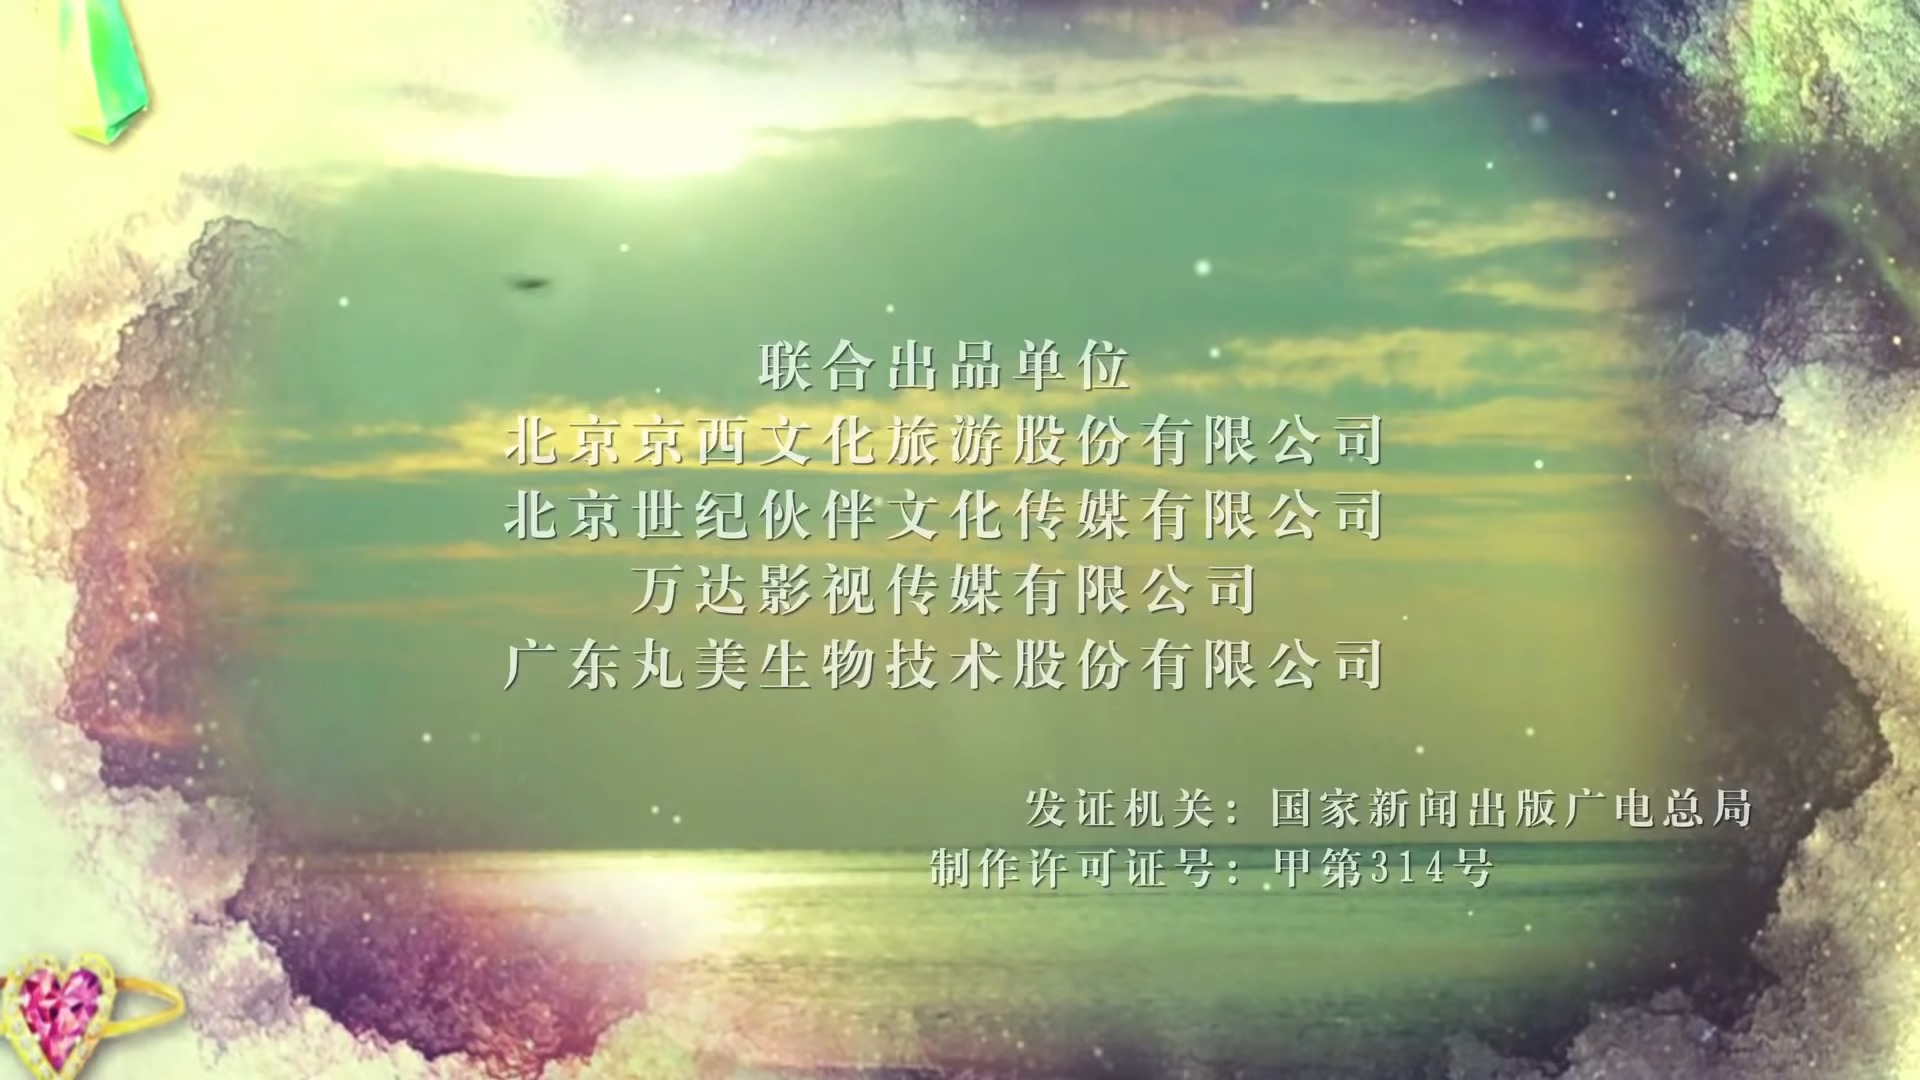 联合出品单位
北京京西文化旅游股份有限公司
北京世纪伙伴文化传媒有限公司
万达影视传媒有限公司
广东丸美生物技术股份有限公司
发证机关：国家新闻出版广电总局
制作许可证号：甲第314号